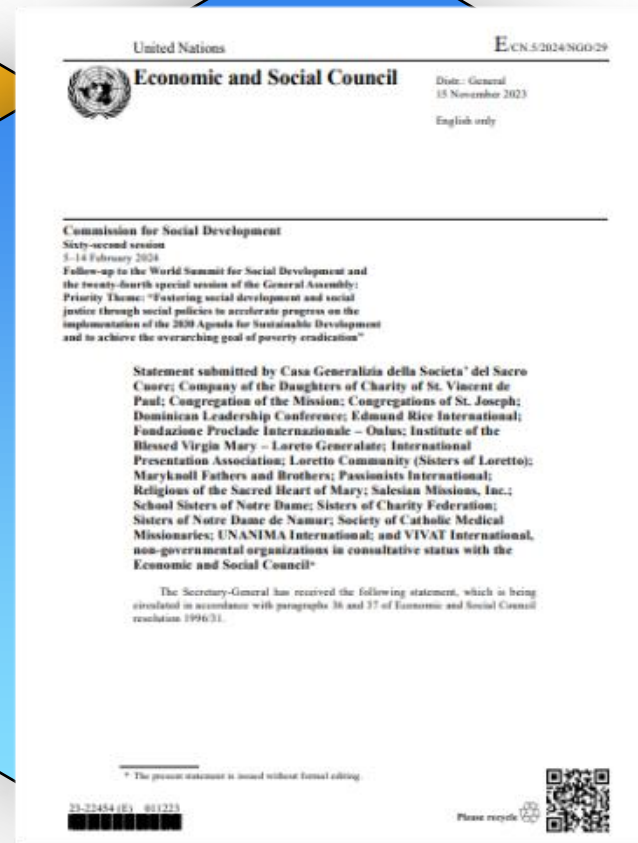 United Nations
E/CN.5/2024/NGO/29
Economic and Social Council
Distr.: General
15 November 2023
English only
Commission for Social Development
Sixty-second session
5–14 February 2024
Follow-up to the World Summit for Social Development and
the twenty-fourth special session of the General Assembly:
Priority Theme: “Fostering social development and social
justice through social policies to accelerate progress on the
implementation of the 2030 Agenda for Sustainable Development
and to achieve the overarching goal of poverty eradication”
Statement submitted by Casa Generalizia della Societa’ del Sacro
Cuore; Company of the Daughters of Charity of St. Vincent de
Paul; Congregation of the Mission; Congregations of St. Joseph;
Dominican Leadership Conference; Edmund Rice International;
Fondazione Proclade Internazionale – Onlus; Institute of the
Blessed Virgin Mary – Loreto Generalate; International
Presentation Association; Loretto Community (Sisters of Loretto);
Maryknoll Fathers and Brothers; Passionists International;
Religious of the Sacred Heart of Mary; Salesian Missions, Inc.;
School Sisters of Notre Dame; Sisters of Charity Federation;
Sisters of Notre Dame de Namur; Society of Catholic Medical
Missionaries; UNANIMA International; and VIVAT International,
non-governmental organizations in consultative status with the
Economic and Social Council*
The Secretary-General has received the following statement, which is being
circulated in accordance with paragraphs 36 and 37 of Economic and Social Council
resolution 1996/31.
* The present statement is issued without formal editing.
23-22454 (E) 011223
Please recycle